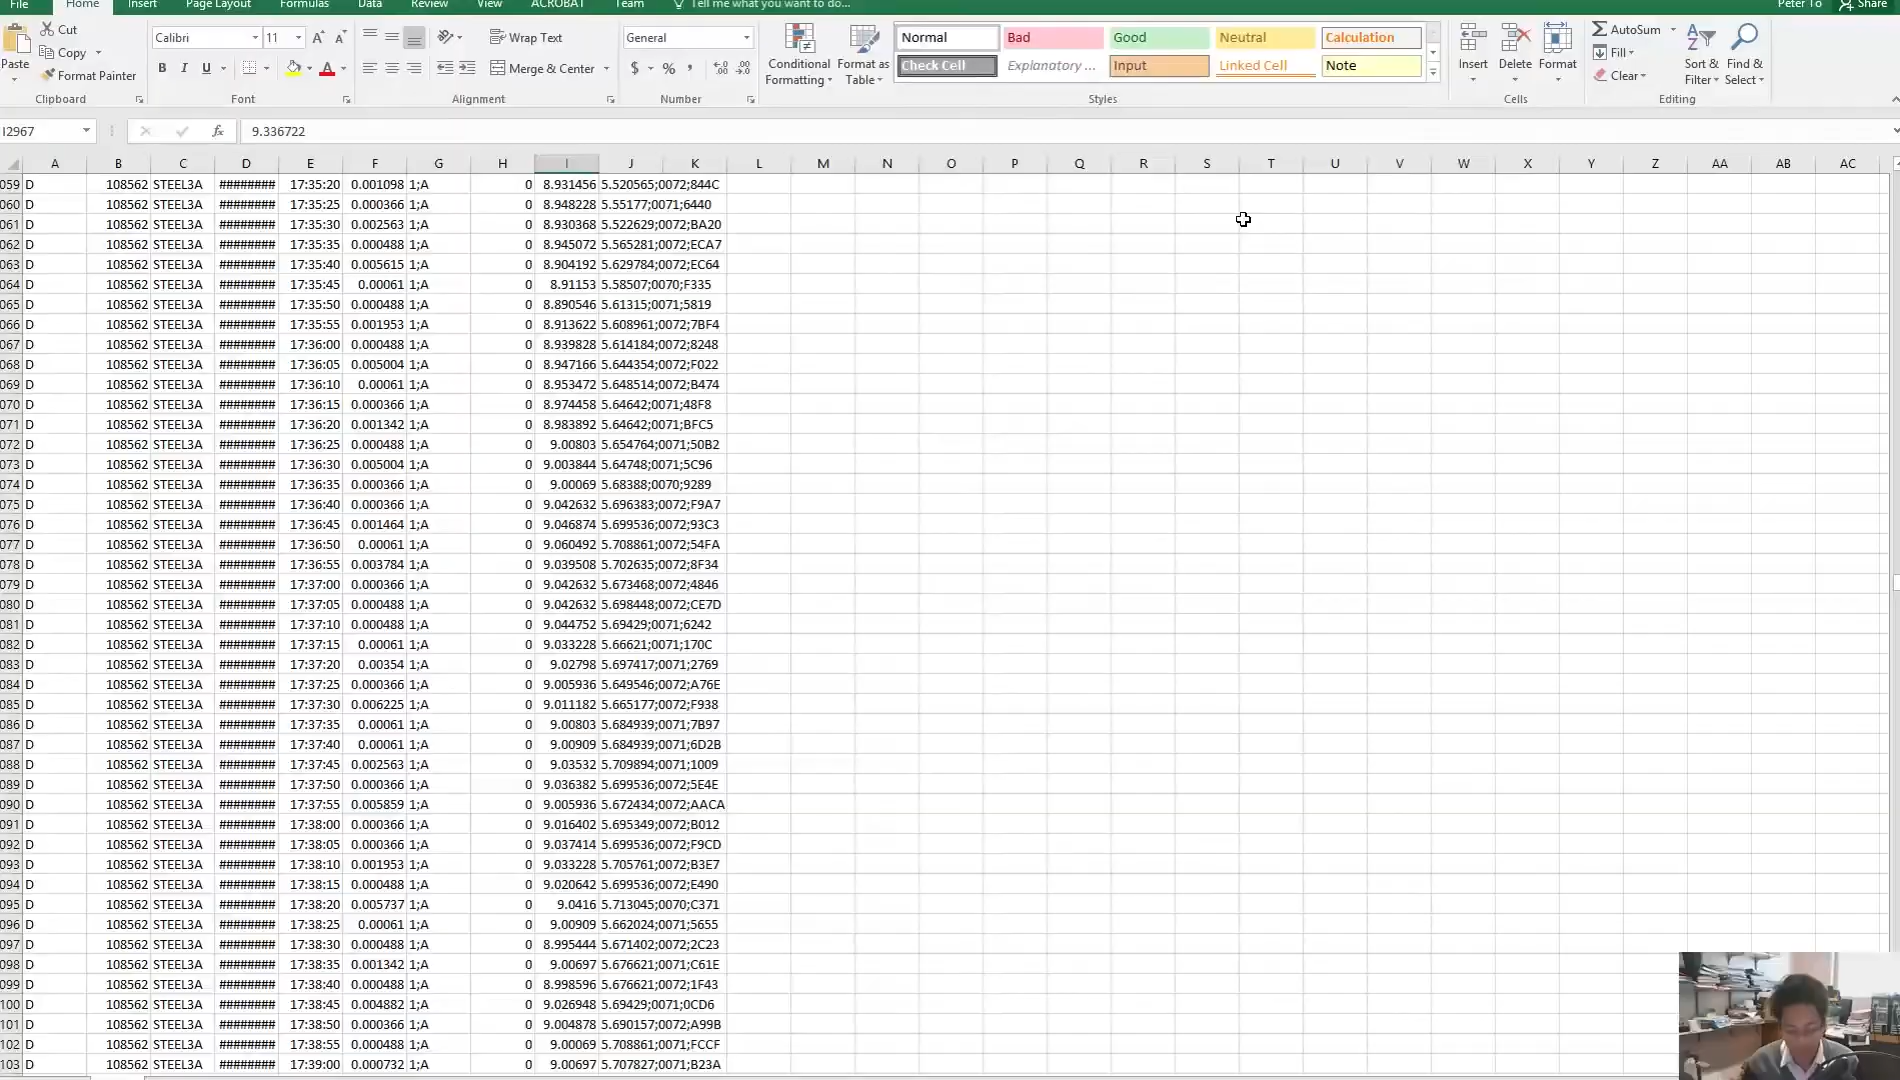 File Home Insert Page Layout Formulas Data Review View ACROBAT Team Tell me what you want to do... Peter To Share
Paste Cut Copy Format Painter Clipboard
Calibri 11 B I U Font
Wrap Text Merge & Center Alignment
General $ % , Number
Conditional Formatting Format as Table
Normal Bad Good Neutral Calculation
Check Cell Explanatory ... Input Linked Cell Note
Styles
Insert Delete Format Cells
AutoSum Fill Clear Sort & Filter Find & Select Editing
I2967 fx 9.336722
A B C D E F G H I J K L M N O P Q R S T U V W X Y Z AA AB AC
059 D 108562 STEEL3A ######## 17:35:20 0.001098 1;A 0 8.931456 5.520565;0072;844C
060 D 108562 STEEL3A ######## 17:35:25 0.000366 1;A 0 8.948228 5.55177;0071;6440
061 D 108562 STEEL3A ######## 17:35:30 0.002563 1;A 0 8.930368 5.522629;0072;BA20
062 D 108562 STEEL3A ######## 17:35:35 0.000488 1;A 0 8.945072 5.565281;0072;ECA7
063 D 108562 STEEL3A ######## 17:35:40 0.005615 1;A 0 8.904192 5.629784;0072;EC64
064 D 108562 STEEL3A ######## 17:35:45 0.00061 1;A 0 8.91153 5.58507;0070;F335
065 D 108562 STEEL3A ######## 17:35:50 0.000488 1;A 0 8.890546 5.61315;0071;5819
066 D 108562 STEEL3A ######## 17:35:55 0.001953 1;A 0 8.913622 5.608961;0072;7BF4
067 D 108562 STEEL3A ######## 17:36:00 0.000488 1;A 0 8.939828 5.614184;0072;8248
068 D 108562 STEEL3A ######## 17:36:05 0.005004 1;A 0 8.947166 5.644354;0072;F022
069 D 108562 STEEL3A ######## 17:36:10 0.00061 1;A 0 8.953472 5.648514;0072;B474
070 D 108562 STEEL3A ######## 17:36:15 0.000366 1;A 0 8.974458 5.64642;0071;48F8
071 D 108562 STEEL3A ######## 17:36:20 0.001342 1;A 0 8.983892 5.64642;0071;BFC5
072 D 108562 STEEL3A ######## 17:36:25 0.000488 1;A 0 9.00803 5.654764;0071;50B2
073 D 108562 STEEL3A ######## 17:36:30 0.005004 1;A 0 9.003844 5.64748;0071;5C96
074 D 108562 STEEL3A ######## 17:36:35 0.000366 1;A 0 9.00069 5.68388;0070;9289
075 D 108562 STEEL3A ######## 17:36:40 0.000366 1;A 0 9.042632 5.696383;0072;F9A7
076 D 108562 STEEL3A ######## 17:36:45 0.001464 1;A 0 9.046874 5.699536;0072;93C3
077 D 108562 STEEL3A ######## 17:36:50 0.00061 1;A 0 9.060492 5.708861;0072;54FA
078 D 108562 STEEL3A ######## 17:36:55 0.003784 1;A 0 9.039508 5.702635;0072;8F34
079 D 108562 STEEL3A ######## 17:37:00 0.000366 1;A 0 9.042632 5.673468;0072;4846
080 D 108562 STEEL3A ######## 17:37:05 0.000488 1;A 0 9.042632 5.698448;0072;CE7D
081 D 108562 STEEL3A ######## 17:37:10 0.000488 1;A 0 9.044752 5.69429;0071;6242
082 D 108562 STEEL3A ######## 17:37:15 0.00061 1;A 0 9.033228 5.66621;0071;170C
083 D 108562 STEEL3A ######## 17:37:20 0.00354 1;A 0 9.02798 5.697417;0071;2769
084 D 108562 STEEL3A ######## 17:37:25 0.000366 1;A 0 9.005936 5.649546;0072;A76E
085 D 108562 STEEL3A ######## 17:37:30 0.006225 1;A 0 9.011182 5.665177;0072;F938
086 D 108562 STEEL3A ######## 17:37:35 0.00061 1;A 0 9.00803 5.684939;0071;7B97
087 D 108562 STEEL3A ######## 17:37:40 0.00061 1;A 0 9.00909 5.684939;0071;6D2B
088 D 108562 STEEL3A ######## 17:37:45 0.002563 1;A 0 9.03532 5.709894;0071;1009
089 D 108562 STEEL3A ######## 17:37:50 0.000366 1;A 0 9.036382 5.699536;0072;5E4E
090 D 108562 STEEL3A ######## 17:37:55 0.005859 1;A 0 9.005936 5.672434;0072;AACA
091 D 108562 STEEL3A ######## 17:38:00 0.000366 1;A 0 9.016402 5.695349;0072;B012
092 D 108562 STEEL3A ######## 17:38:05 0.000366 1;A 0 9.037414 5.699536;0072;F9CD
093 D 108562 STEEL3A ######## 17:38:10 0.001953 1;A 0 9.033228 5.705761;0072;B3E7
094 D 108562 STEEL3A ######## 17:38:15 0.000488 1;A 0 9.020642 5.699536;0072;E490
095 D 108562 STEEL3A ######## 17:38:20 0.005737 1;A 0 9.0416 5.713045;0070;C371
096 D 108562 STEEL3A ######## 17:38:25 0.00061 1;A 0 9.00909 5.662024;0071;5655
097 D 108562 STEEL3A ######## 17:38:30 0.000488 1;A 0 8.995444 5.671402;0072;2C23
098 D 108562 STEEL3A ######## 17:38:35 0.001342 1;A 0 9.00697 5.676621;0071;C61E
099 D 108562 STEEL3A ######## 17:38:40 0.000488 1;A 0 8.998596 5.676621;0072;1F43
100 D 108562 STEEL3A ######## 17:38:45 0.004882 1;A 0 9.026948 5.69429;0071;0CD6
101 D 108562 STEEL3A ######## 17:38:50 0.000366 1;A 0 9.004878 5.690157;0072;A99B
102 D 108562 STEEL3A ######## 17:38:55 0.000488 1;A 0 9.00069 5.708861;0071;FCCF
103 D 108562 STEEL3A ######## 17:39:00 0.000732 1;A 0 9.00697 5.707827;0071;B23A